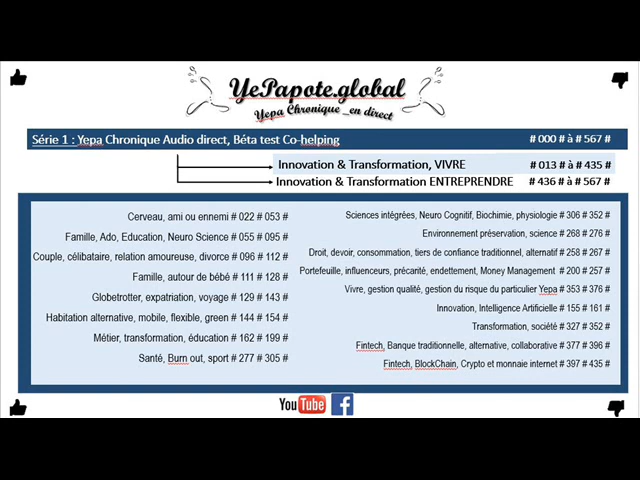 YePapote.global
Yepa Chronique _en direct
Série 1 : Yepa Chronique Audio direct, Béta test Co-helping # 000 # à # 567 #
Innovation & Transformation, VIVRE # 013 # à # 435 #
Innovation & Transformation ENTREPRENDRE # 436 # à # 567 #
Cerveau, ami ou ennemi # 022 # 053 #
Famille, Ado, Education, Neuro Science # 055 # 095 #
Couple, célibataire, relation amoureuse, divorce # 096 # 112 #
Famille, autour de bébé # 111 # 128 #
Globetrotter, expatriation, voyage # 129 # 143 #
Habitation alternative, mobile, flexible, green # 144 # 154 #
Métier, transformation, éducation # 162 # 199 #
Santé, Burn out, sport # 277 # 305 #
Sciences intégrées, Neuro Cognitif, Biochimie, physiologie # 306 # 352 #
Environnement préservation, science # 268 # 276 #
Droit, devoir, consommation, tiers de confiance traditionnel, alternatif # 258 # 267 #
Portefeuille, influenceurs, précarité, endettement, Money Management # 200 # 257 #
Vivre, gestion qualité, gestion du risque du particulier Yepa # 353 # 376 #
Innovation, Intelligence Artificielle # 155 # 161 #
Transformation, société # 327 # 352 #
Fintech, Banque traditionnelle, alternative, collaborative # 377 # 396 #
Fintech, BlockChain, Crypto et monnaie internet # 397 # 435 #
YouTube f